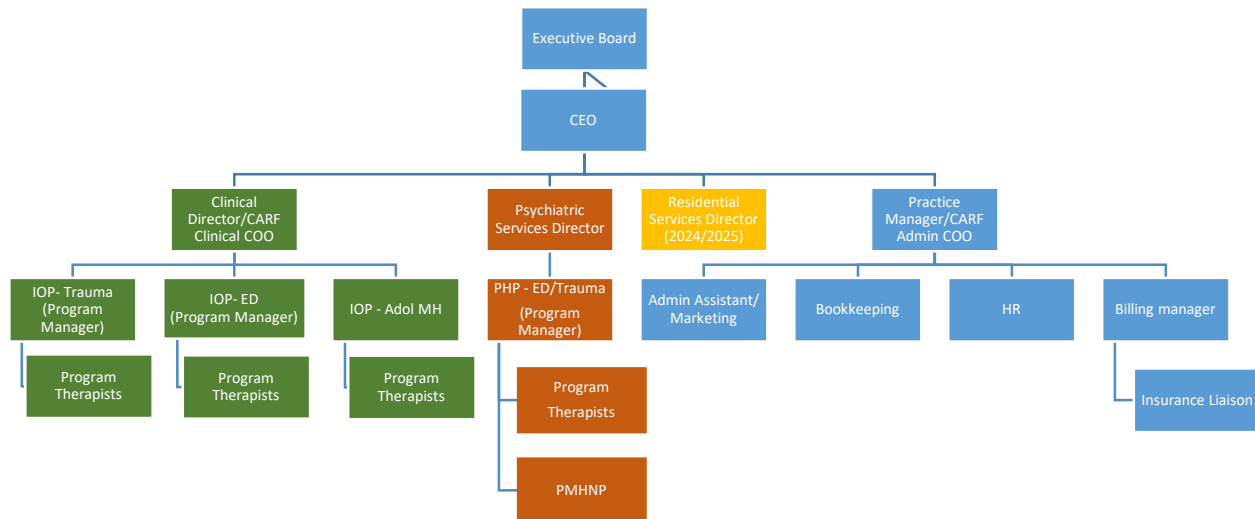 Executive Board
CEO
Clinical
Director/CARF
Clinical COO
Psychiatric
Services Director
Residential
Services Director
(2024/2025)
Practice
Manager/CARF
Admin COO
IOP- Trauma
(Program
Manager)
IOP- ED
(Program Manager)
IOP - Adol MH
PHP - ED/Trauma
(Program
Manager)
Admin Assistant/
Marketing
Bookkeeping
HR
Billing manager
Program
Therapists
Program
Therapists
Program
Therapists
Program
Therapists
Insurance Liaison
PMHNP